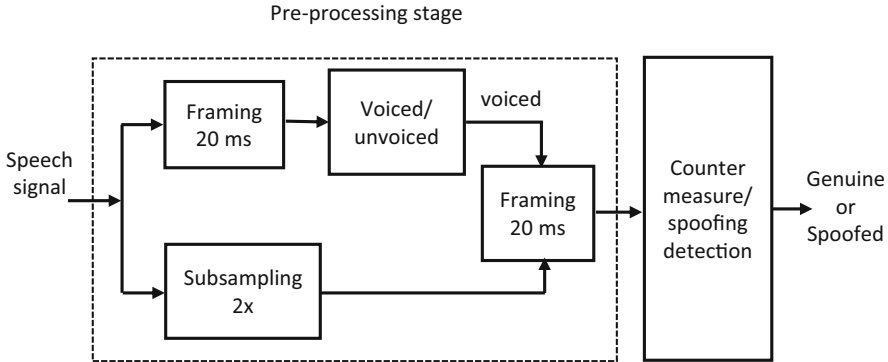 Pre-processing stage
Speech
signal
Framing
20 ms
Voiced/
unvoiced
voiced
Framing
20 ms
Subsampling
2x
Counter
measure/
spoofing
detection
Genuine
or
Spoofed